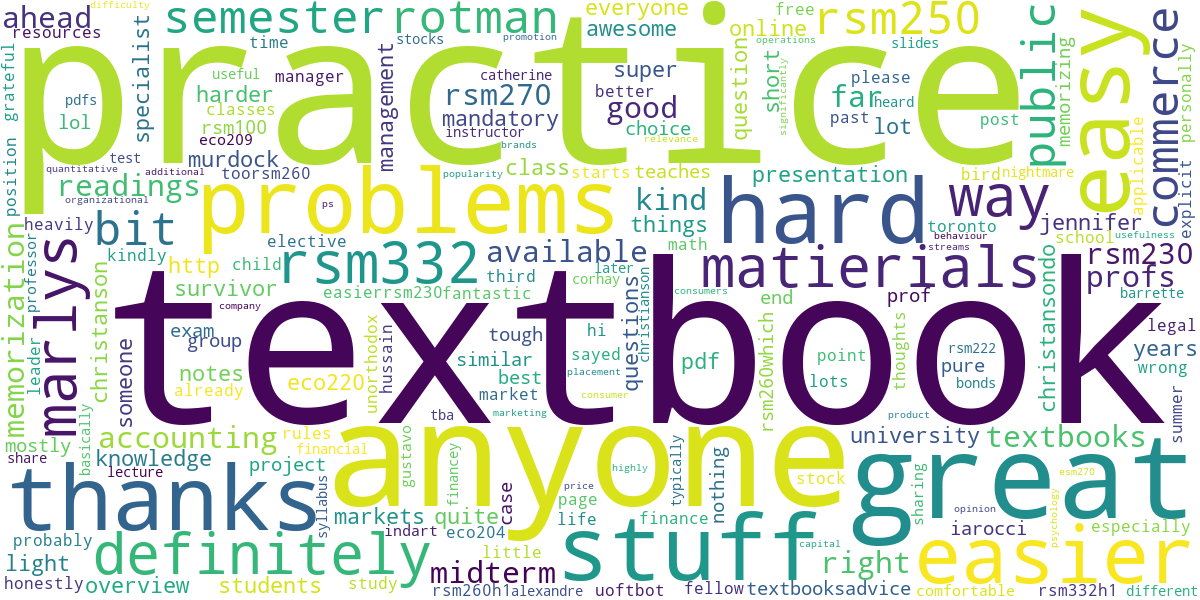 difficulty
ahead
resources
semester
rotman
everyone
awesome
free
online
rsm250
public
easy
commerce
personally
grateful
practice
specialist
time
stocks
promotion
operations
slides
question
short
memorizing
pdfs
lol
useful
harder
classes
rsm100
eco209
manager
management
catherine
rsm270
mandatory
instructor
brands
super
better
good
choice
significantly
please
far
heard
past
lot
post
relevance
test
quantitative
additional
organizational
murdock
toorsm260
popularity
ps
class
starts
teaches
presentation
bird
nightmare
applicable
explicit
position
readings
problems
kind
things
hard
way
jennifer
school
usefulness
heavily
bit
kindly
elective
rsm332
available
math
matierials
toronto
behaviour
streams
rsm230
profs
barrette
memorization
professor
leader
marlys
christanson
http
child
survivor
easierrsm230
fantastic
third
later
corhay
christianson
consumers
end
prof
thoughts
christansondo
legal
years
wrong
company
textbook
someone
exam
group
notes
already
eco220
unorthodox
hussain
tough
similar
best
market
hi
sayed
placement
consumer
questions
pdf
rsm260which
point
lots
rsm222
pure
bonds
summer
tba
marketing
product
mostly
share
basically
accounting
knowledge
lecture
rules
financial
project
gustavo
anyone
university
textbooks
great
thanks
syllabus
markets
indart
quite
financey
eco204
case
price
page
life
highly
typically
finance
nothing
stock
sharing
opinion
iarocci
esm270
psychology
especially
probably
light
honestly
definitely
overview
students
study
midterm
little
stuff
capital
right
easier
rsm260h1
alexandre
uoftbot
fellow
textbooksadvice
comfortable
rsm332h1
different